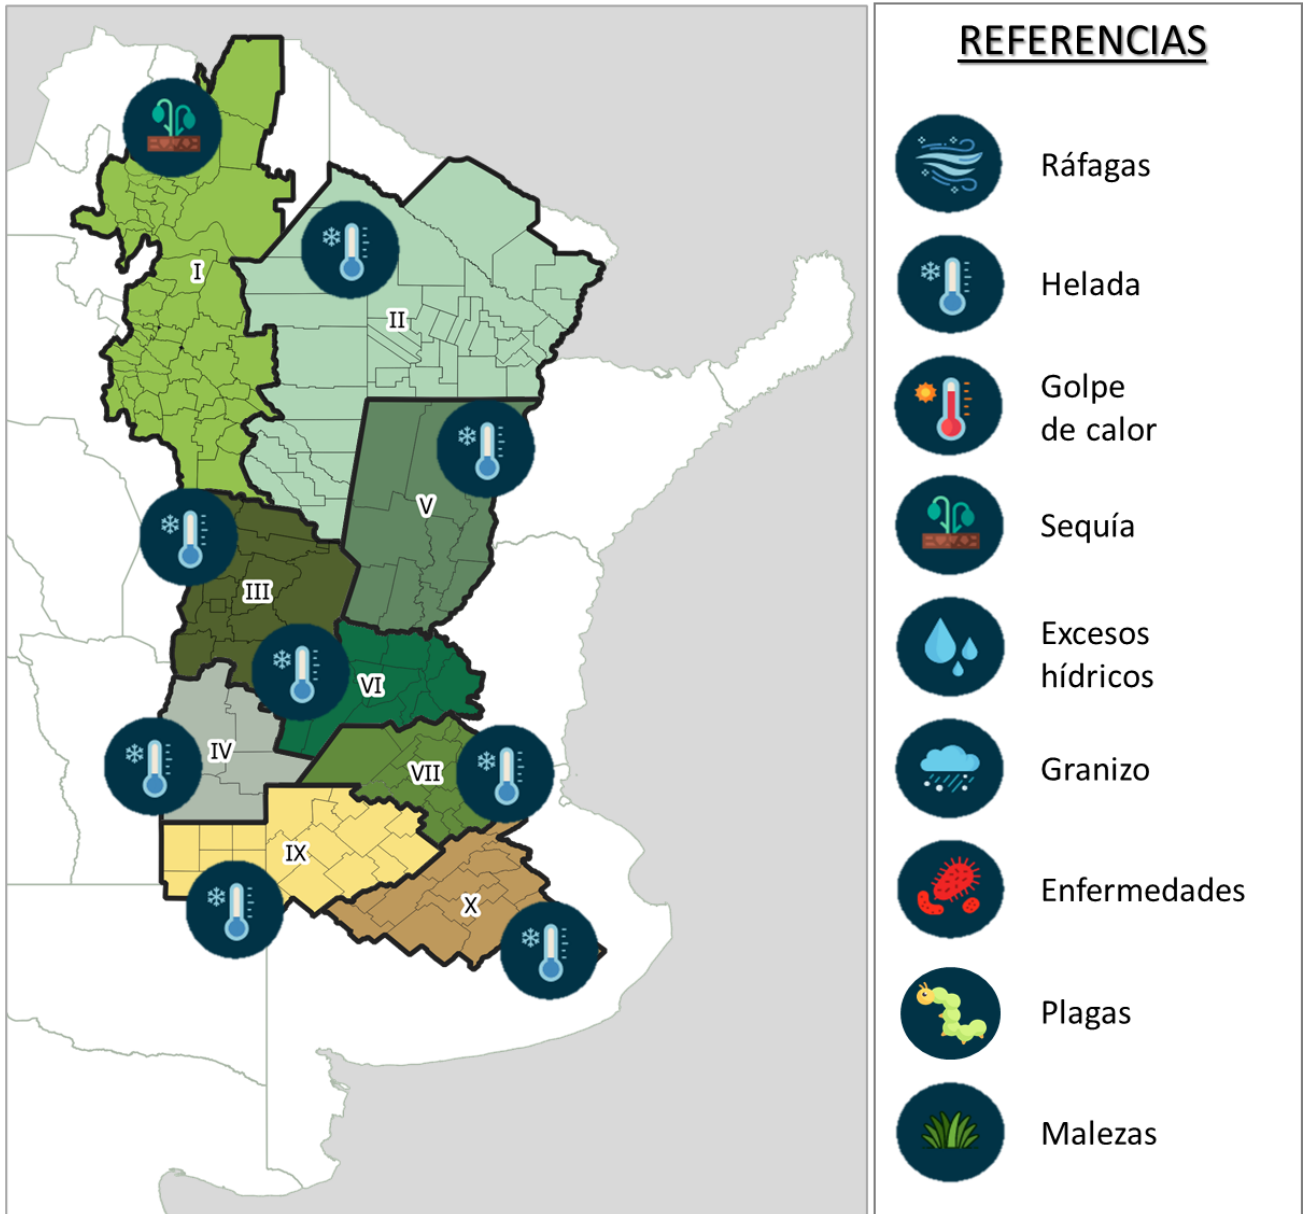 REFERENCIAS
Ráfagas
Helada
Golpe
de calor
Sequía
Excesos
hídricos
Granizo
Enfermedades
Plagas
Malezas
I
II
V
III
VI
IV
VII
IX
X